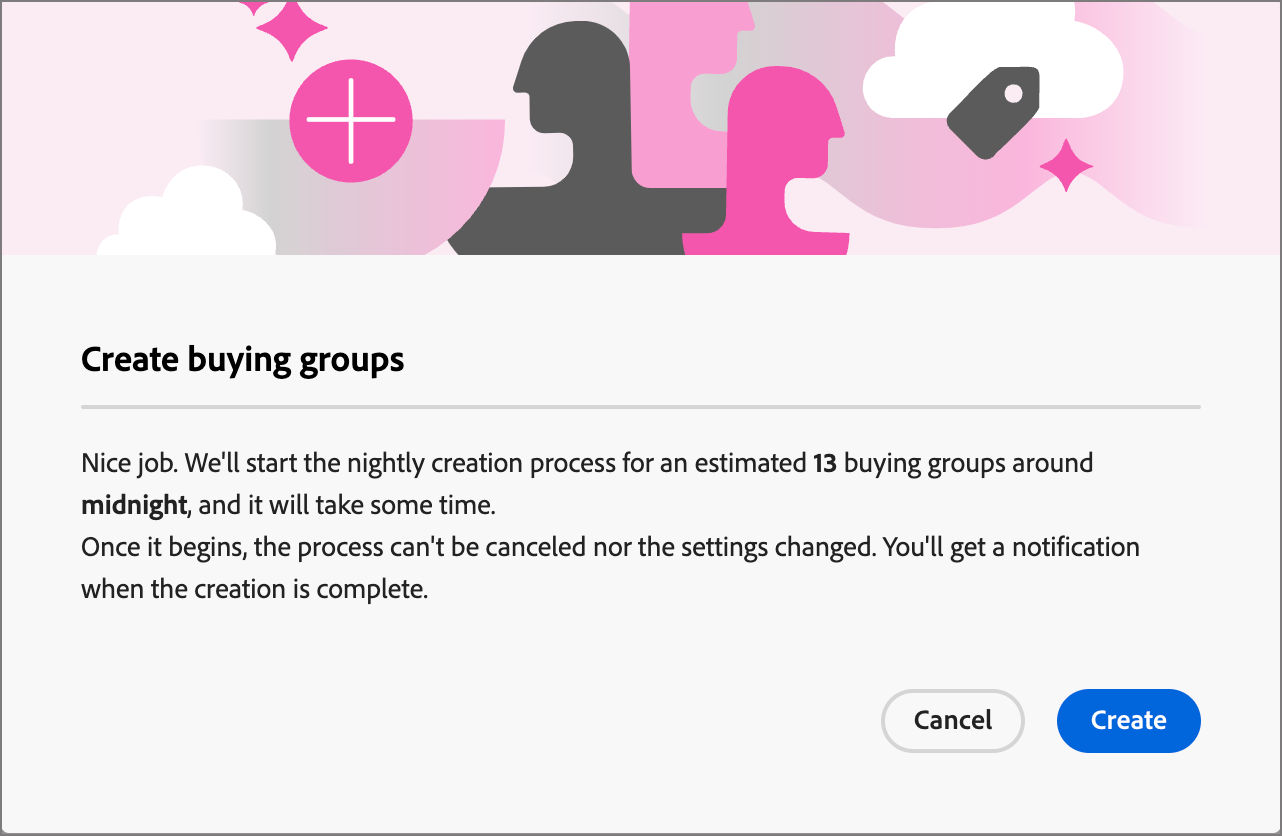 Create buying groups
Nice job. We'll start the nightly creation process for an estimated 13 buying groups around
midnight, and it will take some time.
Once it begins, the process can't be canceled nor the settings changed. You'll get a notification
when the creation is complete.
Cancel
Create